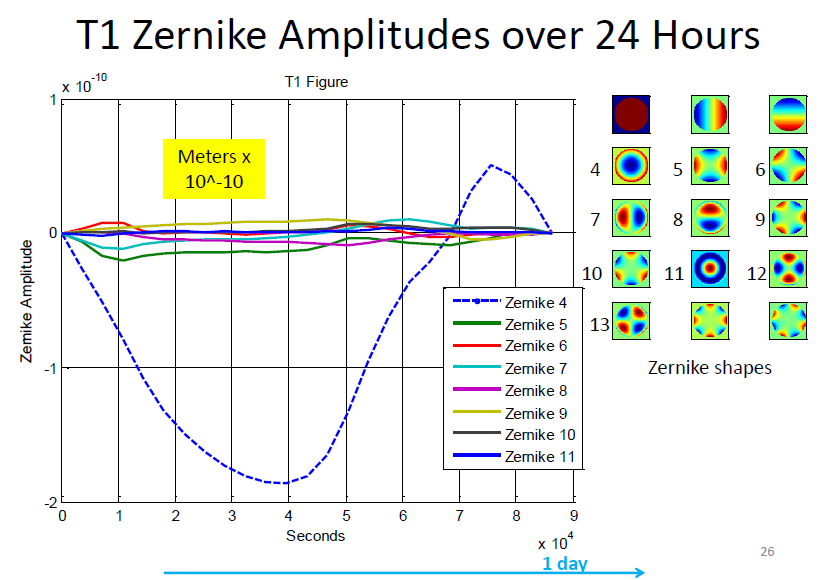 T1 Zernike Amplitudes over 24 Hours
x 10^-10
T1 Figure
1
0
-1
-2
Zernike Amplitude
Meters x
10^-10
Zernike 4
Zernike 5
Zernike 6
Zernike 7
Zernike 8
Zernike 9
Zernike 10
Zernike 11
0 1 2 3 4 5 6 7 8 9
Seconds
x 10^4
1 day
4 5 6
7 8 9
10 11 12
13
Zernike shapes
26